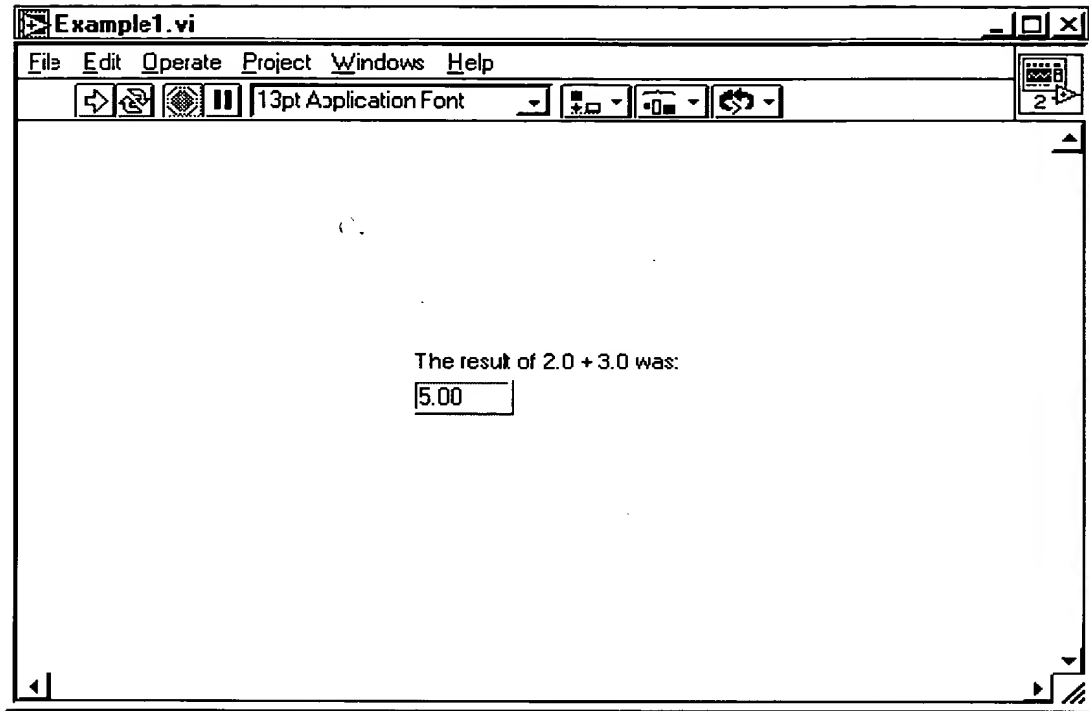 Example1.vi
File Edit Operate Project Windows Help
13pt Application Font
2
The result of 2.0 + 3.0 was:
5.00